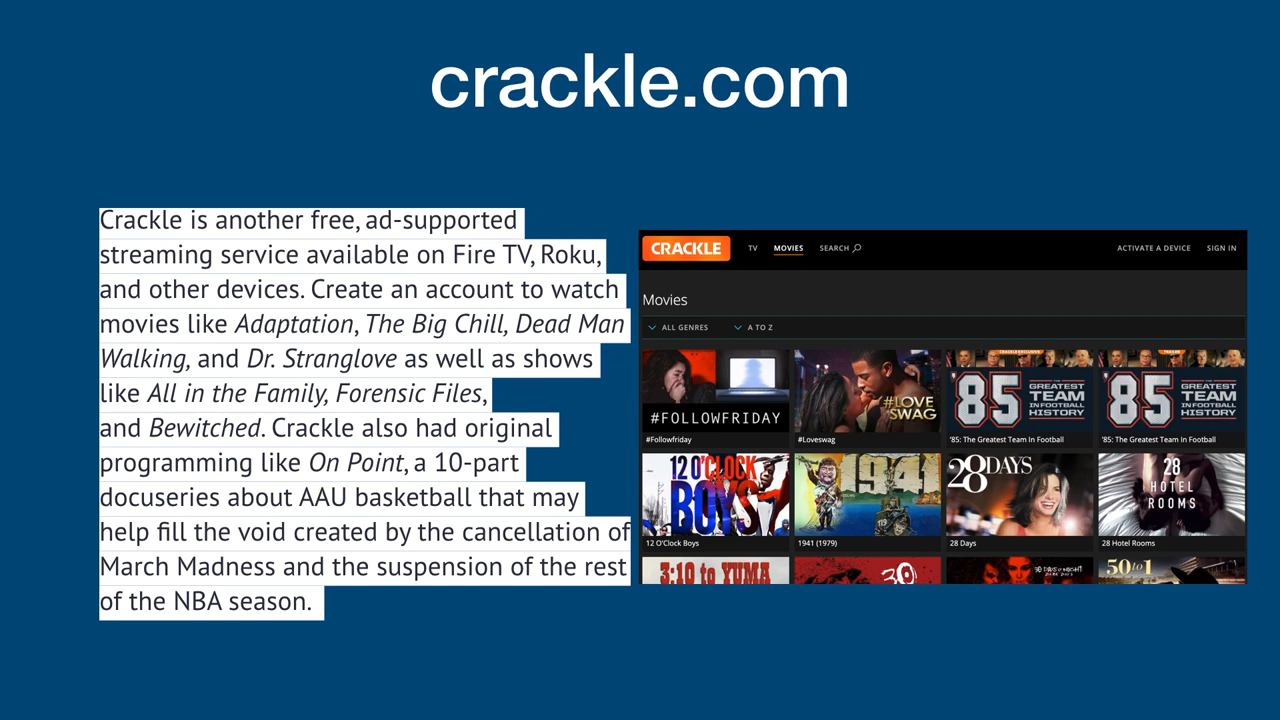 crackle.com
Crackle is another free, ad-supported
streaming service available on Fire TV, Roku,
and other devices. Create an account to watch
movies like Adaptation, The Big Chill, Dead Man
Walking, and Dr. Stranglove as well as shows
like All in the Family, Forensic Files,
and Bewitched. Crackle also had original
programming like On Point, a 10-part
docuseries about AAU basketball that may
help fill the void created by the cancellation of
March Madness and the suspension of the rest
of the NBA season.
CRACKLE TV MOVIES SEARCH ACTIVATE A DEVICE SIGN IN
Movies
ALL GENRES A TO Z
#FOLLOWFRIDAY
#Followfriday
#LOVE
SWAG
#Loveswag
THE
85 GREATEST
TEAM
IN FOOTBALL
HISTORY
'85: The Greatest Team In Football
THE
85 GREATEST
TEAM
IN FOOTBALL
HISTORY
'85: The Greatest Team In Football
12 O'CLOCK
BOYS
12 O'Clock Boys
1941
1941 (1979)
28 DAYS
28 Days
28
HOTEL
ROOMS
28 Hotel Rooms
3:10 to YUMA
30
50 to 1